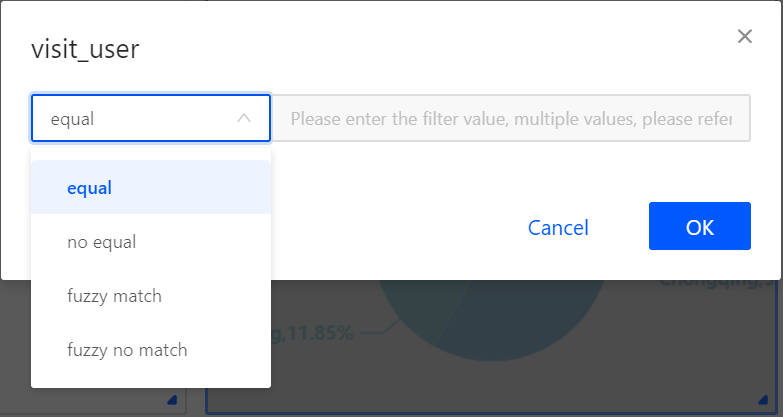 visit_user
equal
Please enter the filter value, multiple values, please refer
equal
no equal
Cancel
OK
fuzzy match
fuzzy no match
Chongqing,
g,11.85%